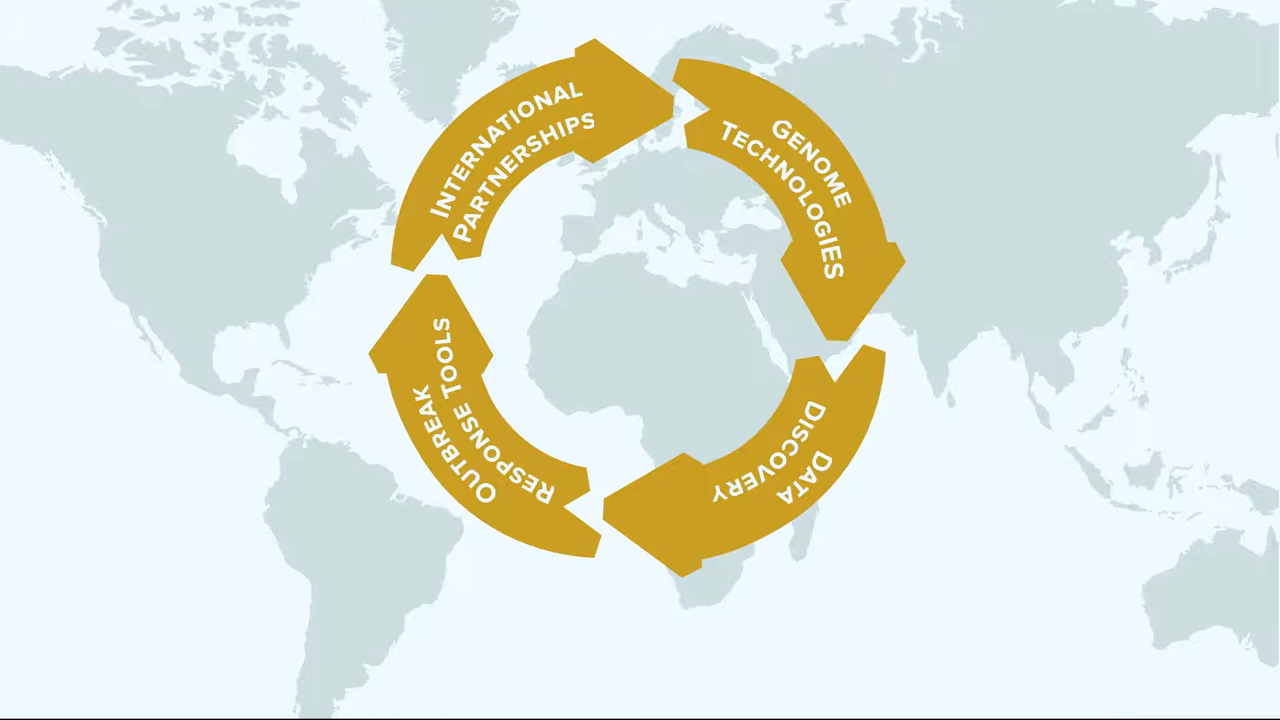 INTERNATIONAL
PARTNERSHIPS
GENOME
TECHNOLOGIES
DATA
DISCOVERY
OUTBREAK
RESPONSE TOOLS